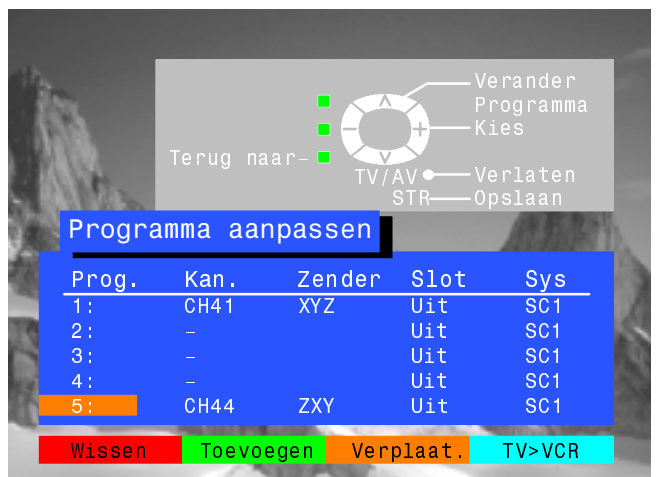 Verander
Programma
Kies
Terug naar
TV/AV Verlaten
STR Opslaan
Programma aanpassen
Prog. Kan. Zender Slot Sys
1: CH41 XYZ Uit SC1
2: – Uit SC1
3: – Uit SC1
4: – Uit SC1
5: CH44 ZXY Uit SC1
Wissen Toevoegen Verplaat. TV>VCR